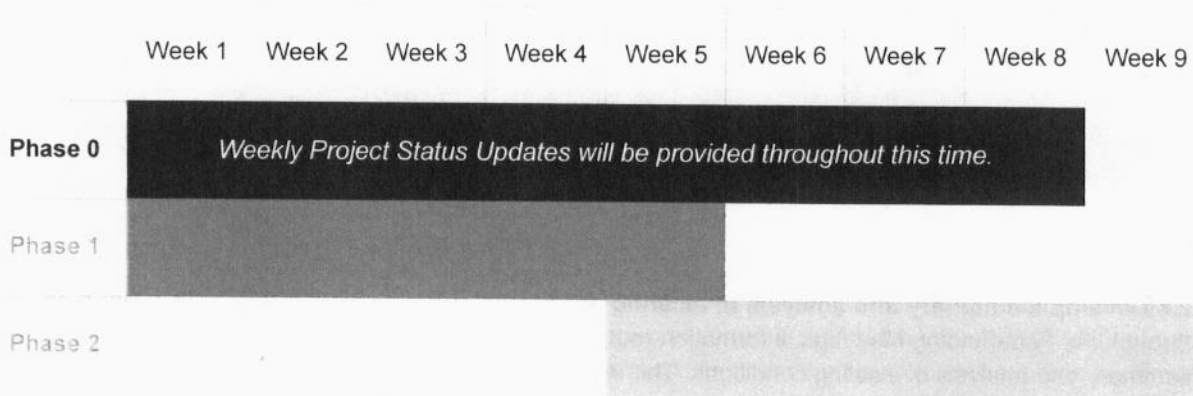 Week 1 Week 2 Week 3 Week 4 Week 5 Week 6 Week 7 Week 8 Week 9
Phase 0 Weekly Project Status Updates will be provided throughout this time.
Phase 1
Phase 2